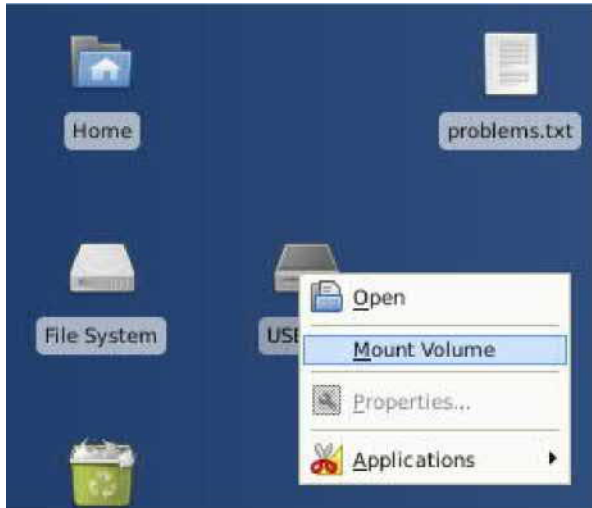 Home
problems.txt
File System
Open
Mount Volume
Properties...
Applications